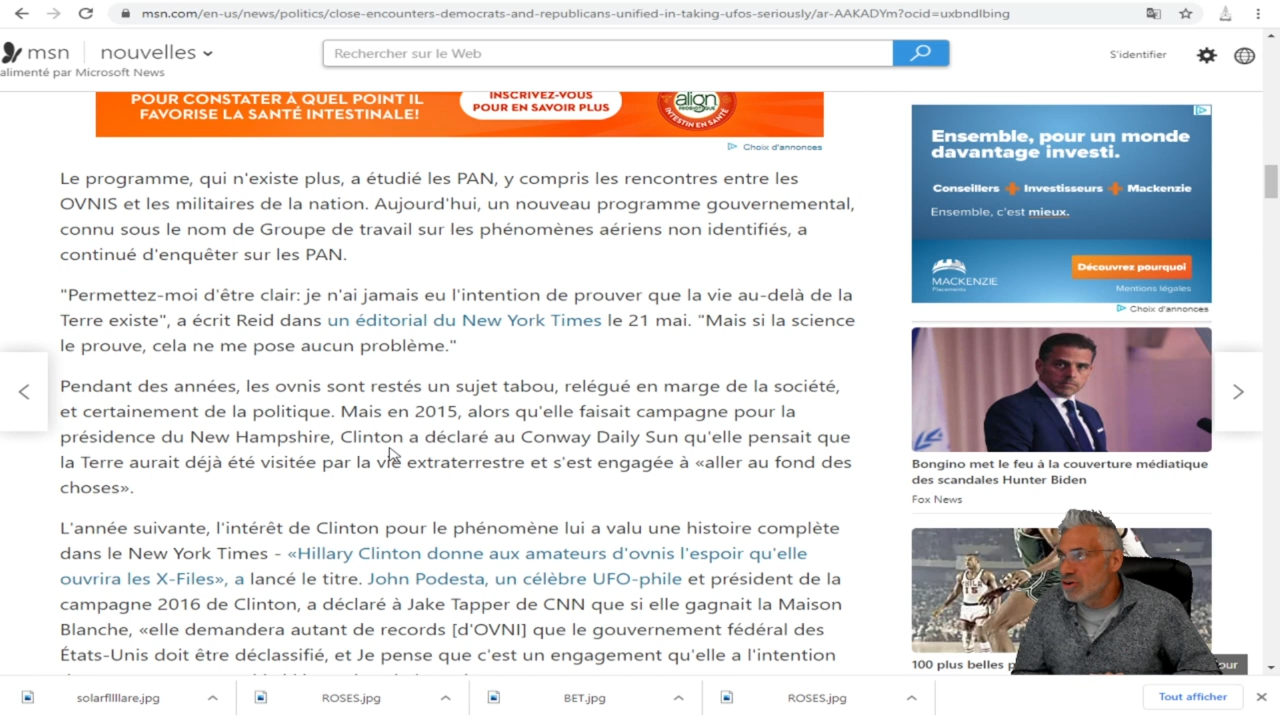 msn.com/en-us/news/politics/close-encounters-democrats-and-republicans-unified-in-taking-ufos-seriously/ar-AAKADYm?ocid=uxbndlbing
msn nouvelles
Rechercher sur le Web
S'identifier
alimenté par Microsoft News
POUR CONSTATER À QUEL POINT IL
FAVORISE LA SANTÉ INTESTINALE!
INSCRIVEZ-VOUS
POUR EN SAVOIR PLUS
align
PROBIOTIQUE
INTESTIN EN SANTÉ
Choix d'annonces
Le programme, qui n'existe plus, a étudié les PAN, y compris les rencontres entre les
OVNIS et les militaires de la nation. Aujourd'hui, un nouveau programme gouvernemental,
connu sous le nom de Groupe de travail sur les phénomènes aériens non identifiés, a
continué d'enquêter sur les PAN.
"Permettez-moi d'être clair: je n'ai jamais eu l'intention de prouver que la vie au-delà de la
Terre existe", a écrit Reid dans un éditorial du New York Times le 21 mai. "Mais si la science
le prouve, cela ne me pose aucun problème."
Pendant des années, les ovnis sont restés un sujet tabou, relégué en marge de la société,
et certainement de la politique. Mais en 2015, alors qu'elle faisait campagne pour la
présidence du New Hampshire, Clinton a déclaré au Conway Daily Sun qu'elle pensait que
la Terre aurait déjà été visitée par la vie extraterrestre et s'est engagée à «aller au fond des
choses».
L'année suivante, l'intérêt de Clinton pour le phénomène lui a valu une histoire complète
dans le New York Times - «Hillary Clinton donne aux amateurs d'ovnis l'espoir qu'elle
ouvrira les X-Files», a lancé le titre. John Podesta, un célèbre UFO-phile et président de la
campagne 2016 de Clinton, a déclaré à Jake Tapper de CNN que si elle gagnait la Maison
Blanche, «elle demandera autant de records [d'OVNI] que le gouvernement fédéral des
États-Unis doit être déclassifié, et Je pense que c'est un engagement qu'elle a l'intention
Ensemble, pour un monde
davantage investi.
Conseillers + Investisseurs + Mackenzie
Ensemble, c'est mieux.
MACKENZIE
Placements
Découvrez pourquoi
Mentions légales
Choix d'annonces
Bongino met le feu à la couverture médiatique
des scandales Hunter Biden
Fox News
PHILA
15
100 plus belles
our
solarfllllare.jpg
ROSES.jpg
BET.jpg
ROSES.jpg
Tout afficher